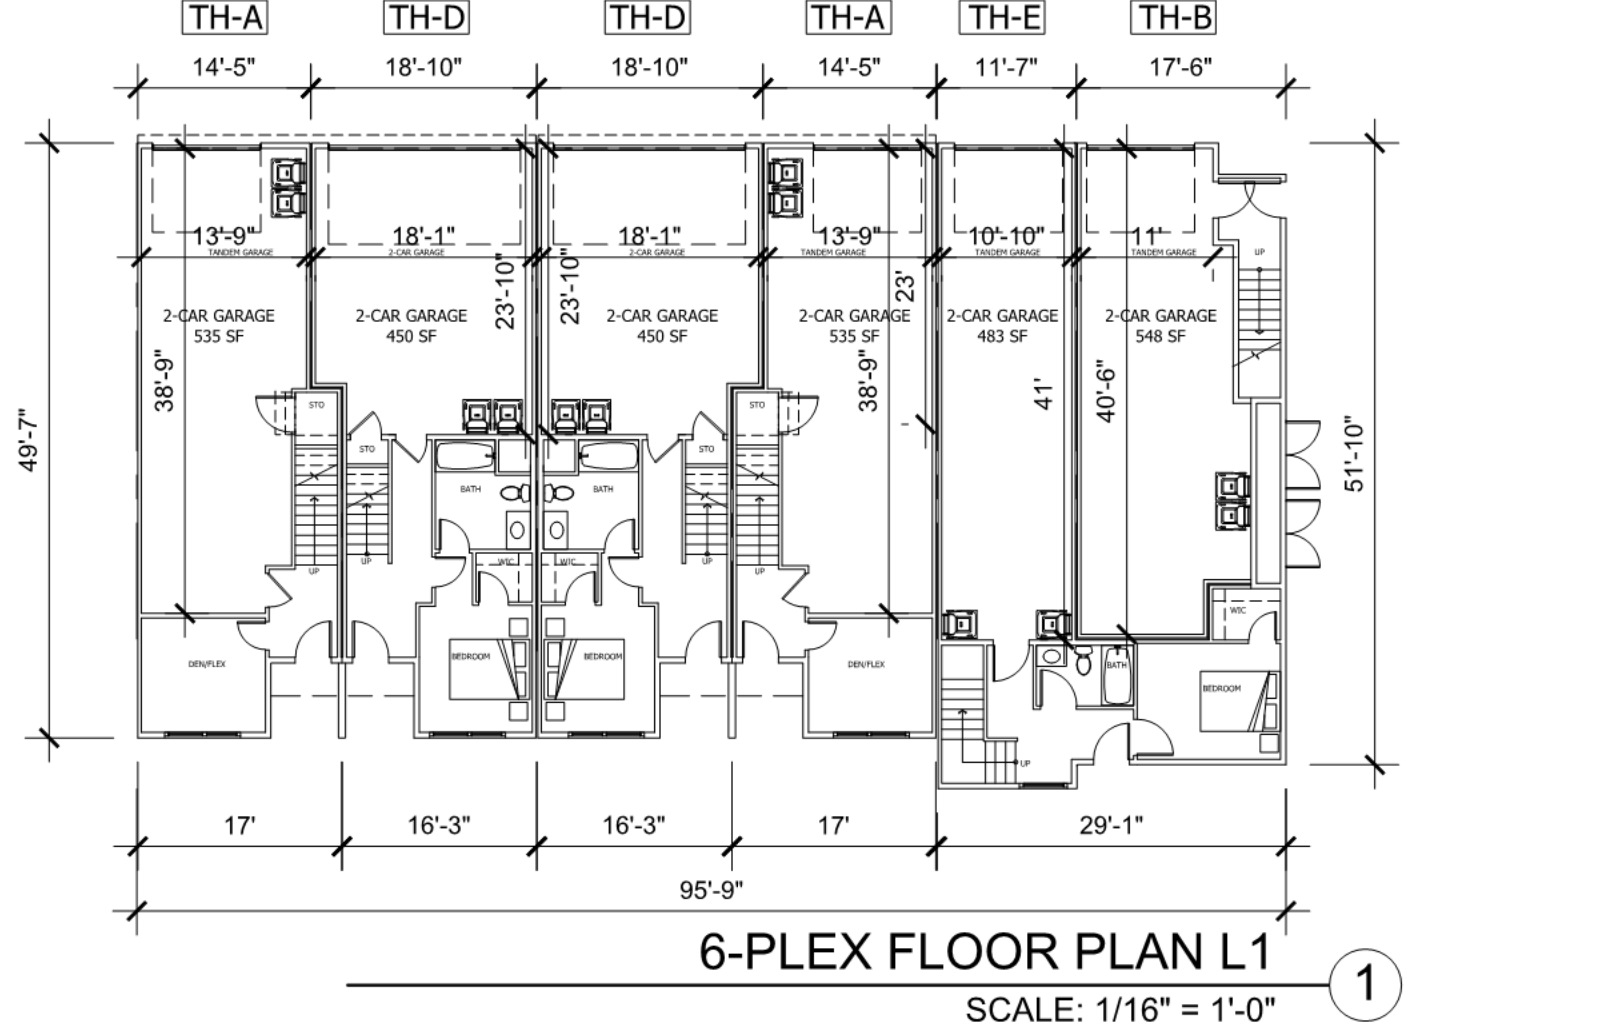 TH-A TH-D TH-D TH-A TH-E TH-B
14'-5" 18'-10" 18'-10" 14'-5" 11'-7" 17'-6"
13'-9" 18'-1" 18'-1" 13'-9" 10'-10" 11'
TANDEM GARAGE 2-CAR GARAGE 2-CAR GARAGE TANDEM GARAGE TANDEM GARAGE TANDEM GARAGE UP
23'-10" 23'-10" 23'
2-CAR GARAGE 2-CAR GARAGE 2-CAR GARAGE 2-CAR GARAGE 2-CAR GARAGE 2-CAR GARAGE
535 SF 450 SF 450 SF 535 SF 483 SF 548 SF
38'-9" 38'-9" 41' 40'-6"
STO STO
49'-7" 51'-10"
STO STO
BATH BATH
UP UP UP UP
WIC WIC
WIC
DEN/FLEX BEDROOM BEDROOM DEN/FLEX BATH
BEDROOM
UP
17' 16'-3" 16'-3" 17' 29'-1"
95'-9"
6-PLEX FLOOR PLAN L1
1
SCALE: 1/16" = 1'-0"